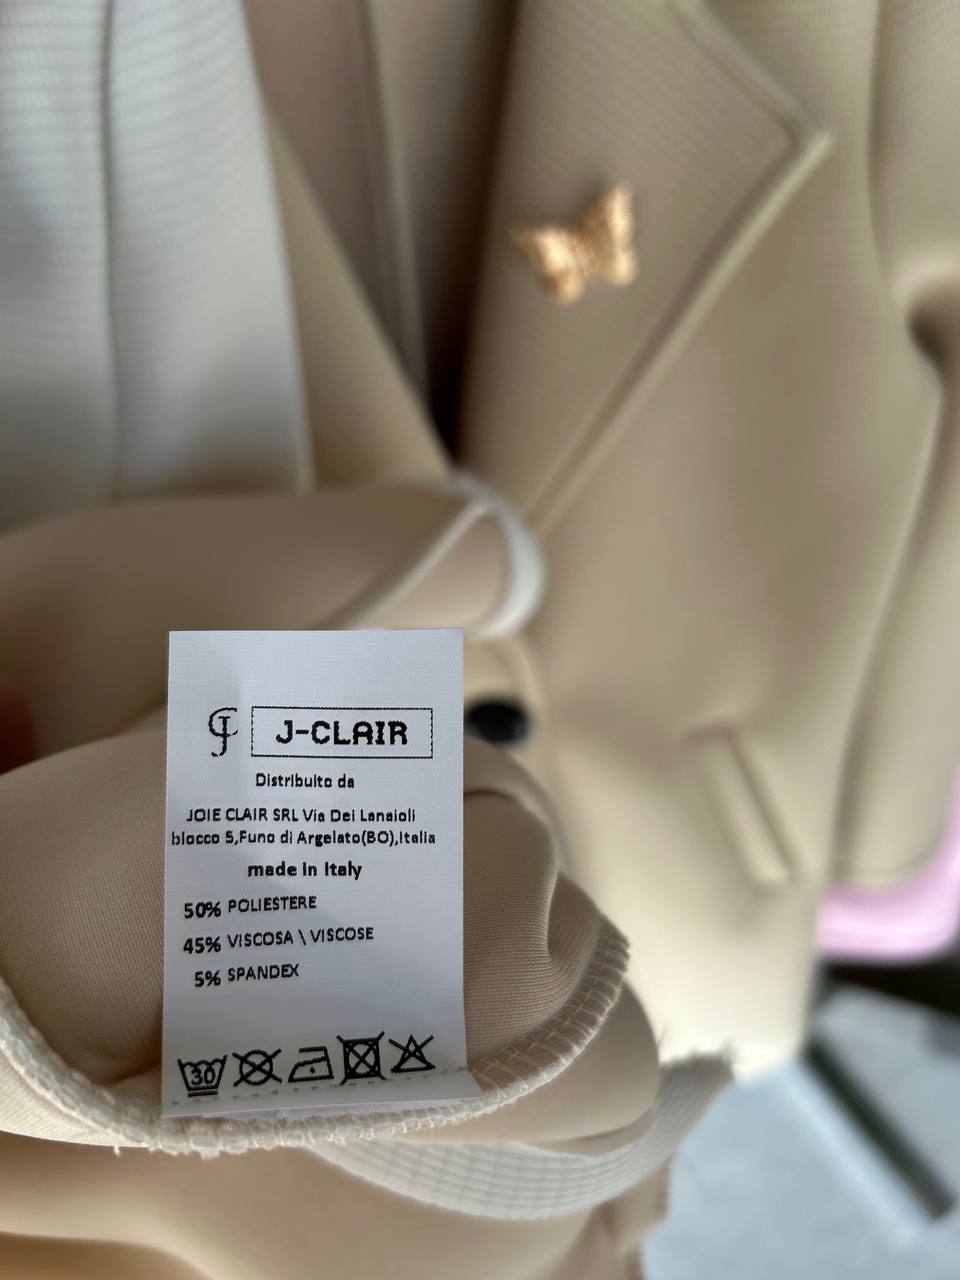 J-CLAIR
Distribuito da
JOIE CLAIR SRL Via Dei Lanaioli
blocco 5,Funo di Argelato(BO),Italia
made in Italy
50% POLIESTERE
45% VISCOSA \ VISCOSE
5% SPANDEX
30